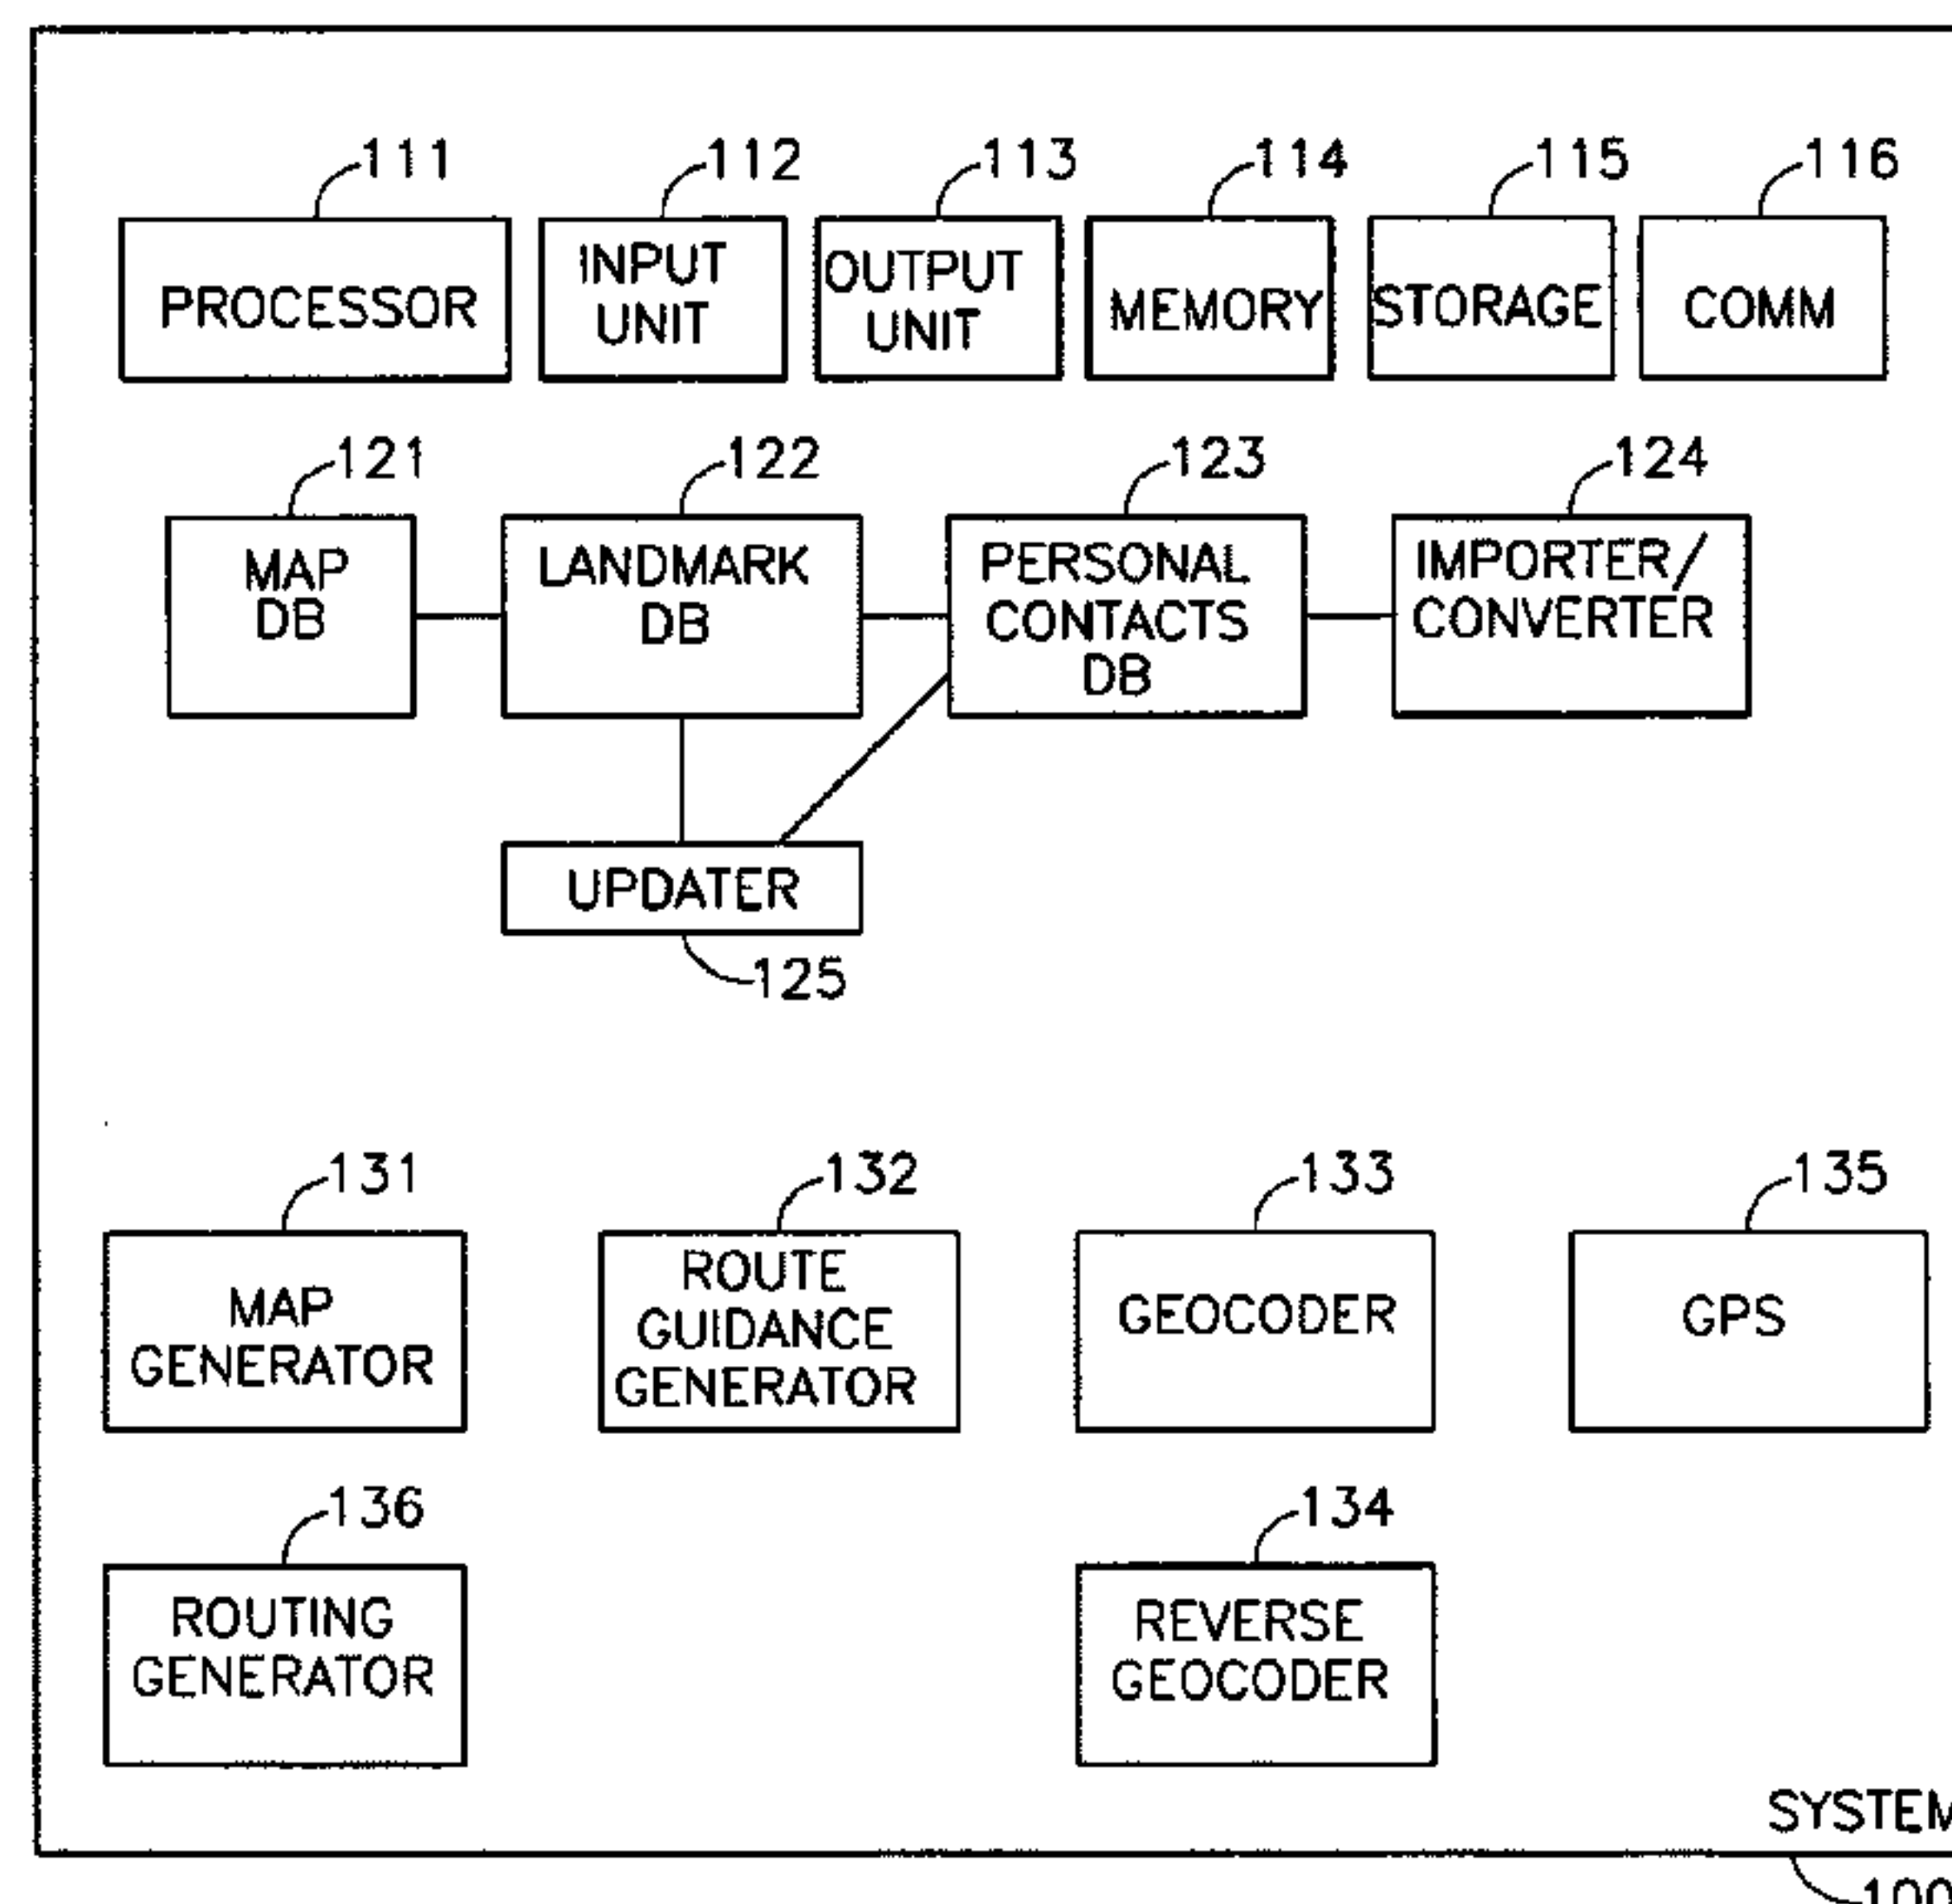 111 112 113 114 115 116
PROCESSOR
INPUT
UNIT
OUTPUT
UNIT
MEMORY
STORAGE
COMM
121 122 123 124
MAP
DB
LANDMARK
DB
PERSONAL
CONTACTS
DB
IMPORTER/
CONVERTER
UPDATER
125
131 132 133 135
MAP
GENERATOR
ROUTE
GUIDANCE
GENERATOR
GEOCODER
GPS
136 134
ROUTING
GENERATOR
REVERSE
GEOCODER
SYSTEM
100